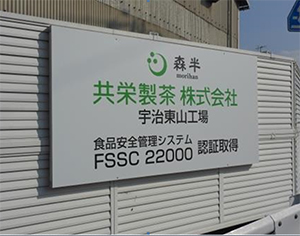 森半
morihan
共栄製茶 株式会社
宇治東山工場
食品安全管理システム
FSSC 22000 認証取得